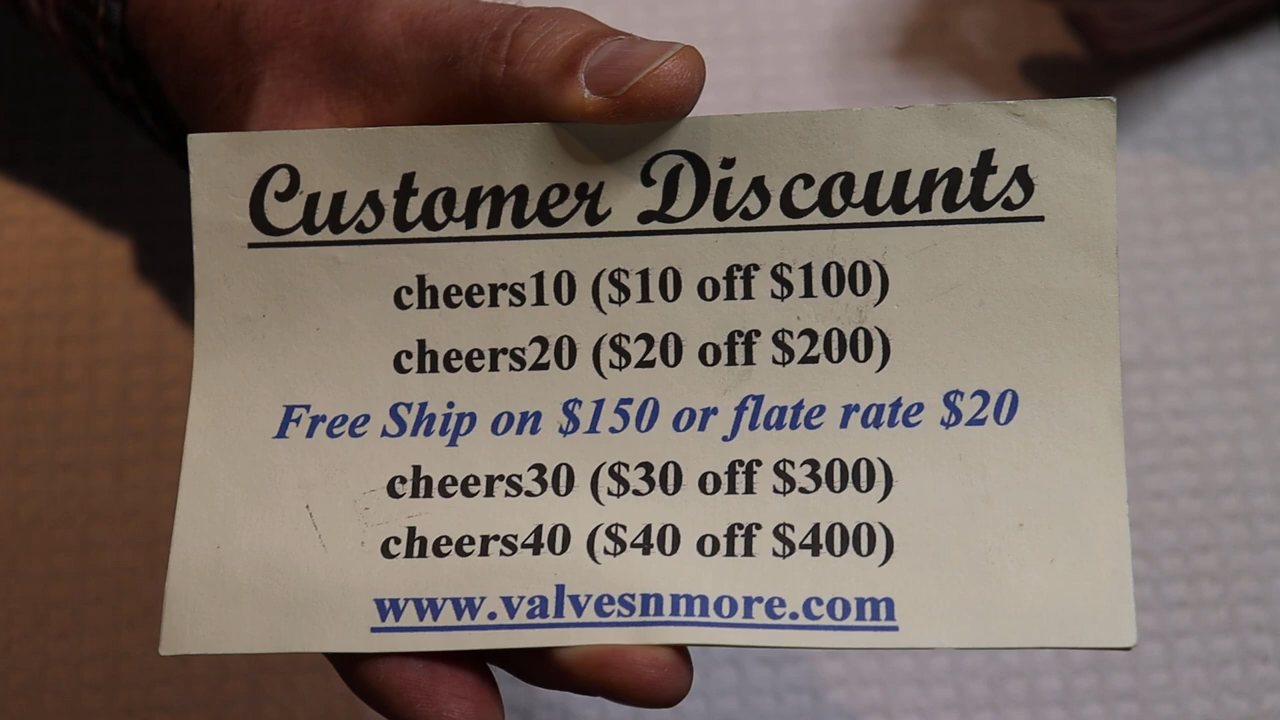 Customer Discounts
cheers10 ($10 off $100)
cheers20 ($20 off $200)
Free Ship on $150 or flate rate $20
cheers30 ($30 off $300)
cheers40 ($40 off $400)
www.valvesnmore.com